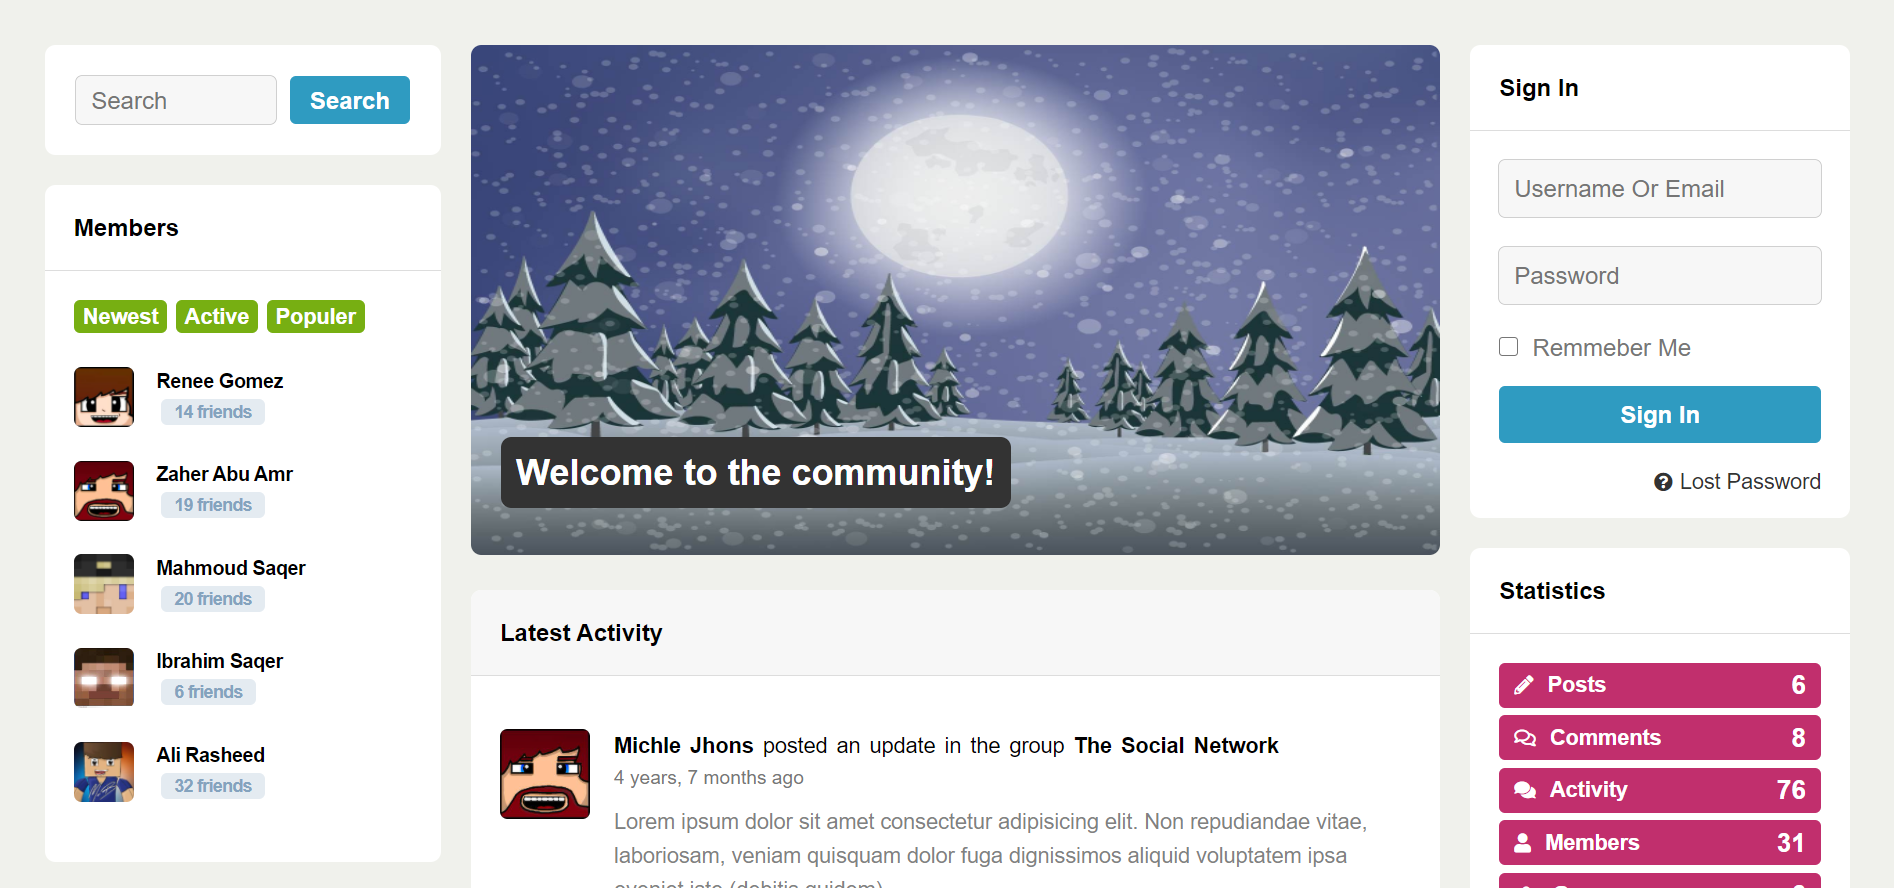 Search
Search
Members
Newest
Active
Populer
Renee Gomez
14 friends
Zaher Abu Amr
19 friends
Mahmoud Saqer
20 friends
Ibrahim Saqer
6 friends
Ali Rasheed
32 friends
Welcome to the community!
Latest Activity
Michle Jhons posted an update in the group The Social Network
4 years, 7 months ago
Lorem ipsum dolor sit amet consectetur adipisicing elit. Non repudiandae vitae,
laboriosam, veniam quisquam dolor fuga dignissimos aliquid voluptatem ipsa
Sign In
Username Or Email
Password
Remmeber Me
Sign In
Lost Password
Statistics
Posts 6
Comments 8
Activity 76
Members 31